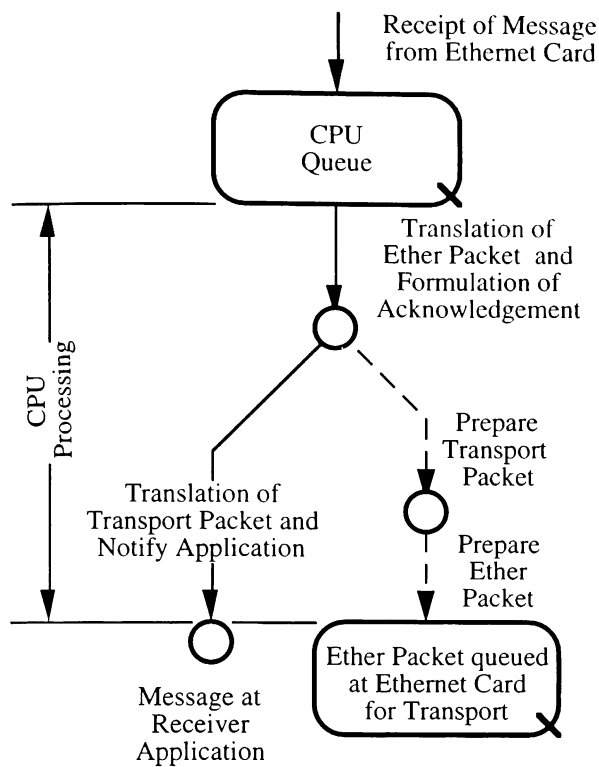 Receipt of Message
from Ethernet Card
CPU
Queue
Translation of
Ether Packet and
Formulation of
Acknowledgement
CPU
Processing
Prepare
Transport
Packet
Translation of
Transport Packet and
Notify Application
Prepare
Ether
Packet
Ether Packet queued
at Ethernet Card
for Transport
Message at
Receiver
Application